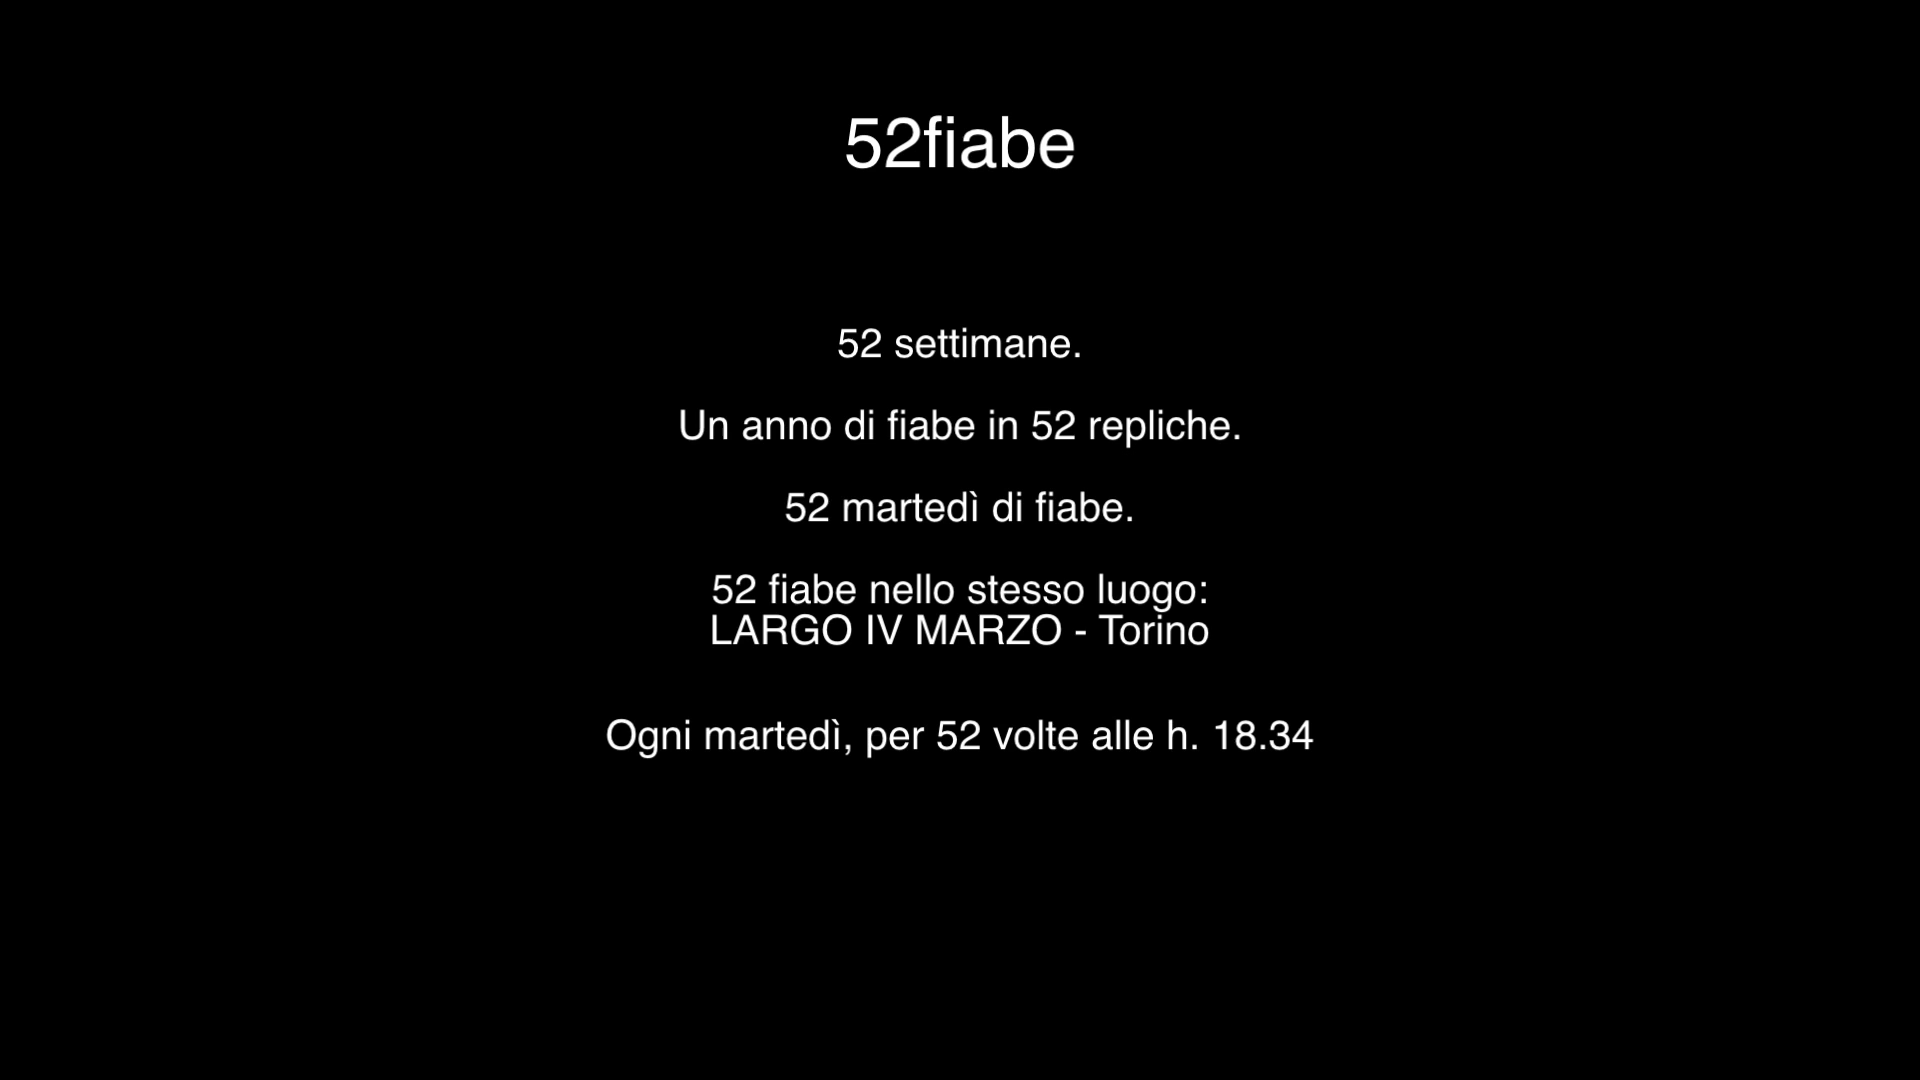 52fiabe
52 settimane.
Un anno di fiabe in 52 repliche.
52 martedì di fiabe.
52 fiabe nello stesso luogo:
LARGO IV MARZO - Torino
Ogni martedì, per 52 volte alle h. 18.34